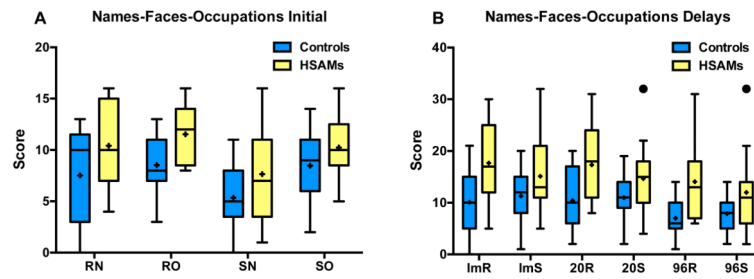 A
Names-Faces-Occupations Initial
Controls
HSAMs
Score
20
15
10
5
0
RN RO SN SO
B
Names-Faces-Occupations Delays
Controls
HSAMs
Score
40
30
20
10
0
ImR ImS 20R 20S 96R 96S